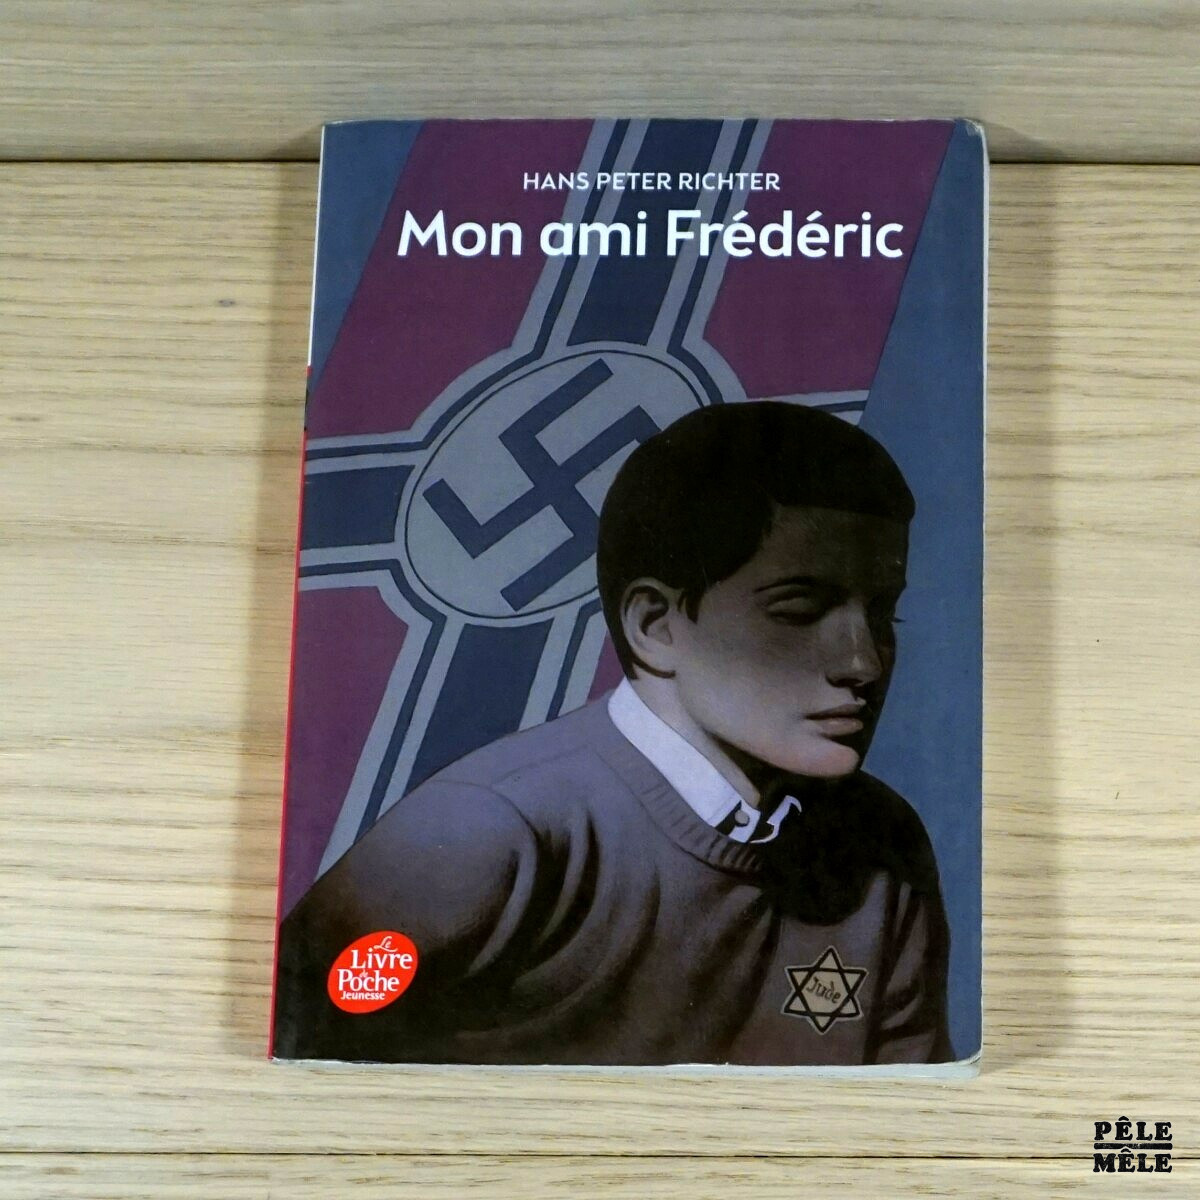 HANS PETER RICHTER
Mon ami Frédéric
Le
Livre
de
Poche
Jeunesse
Jude
PÊLE
MÊLE